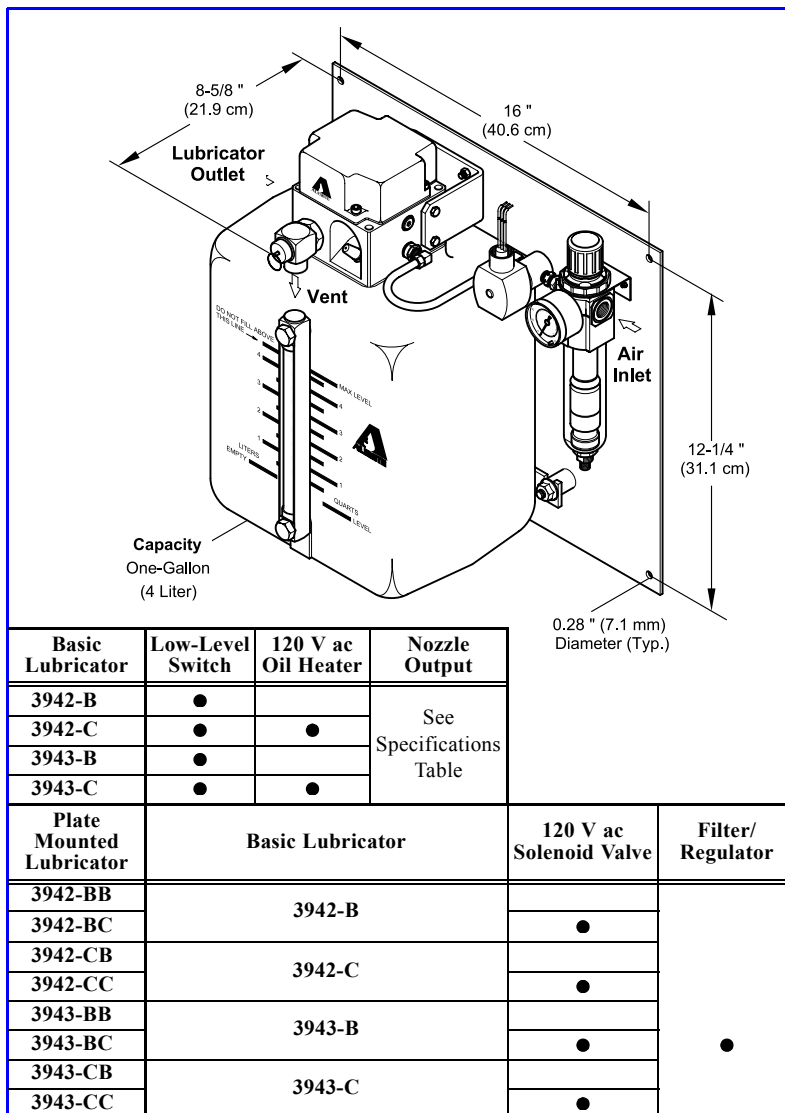 8-5/8 "
(21.9 cm)
16 "
(40.6 cm)
Lubricator
Outlet
Vent
DO NOT FILL ABOVE
THIS LINE
4
3
2
1
LITERS
EMPTY
MAX LEVEL
4
3
2
1
QUARTS
LEVEL
Air
Inlet
12-1/4 "
(31.1 cm)
Capacity
One-Gallon
(4 Liter)
0.28 " (7.1 mm)
Diameter (Typ.)
Basic Lubricator Low-Level Switch 120 V ac Oil Heater Nozzle Output
3942-B ● See Specifications Table
3942-C ● ●
3943-B ●
3943-C ● ●
Plate Mounted Lubricator Basic Lubricator 120 V ac Solenoid Valve Filter/ Regulator
3942-BB 3942-B
3942-BC ●
3942-CB 3942-C
3942-CC ●
3943-BB 3943-B
3943-BC ● ●
3943-CB 3943-C
3943-CC ●